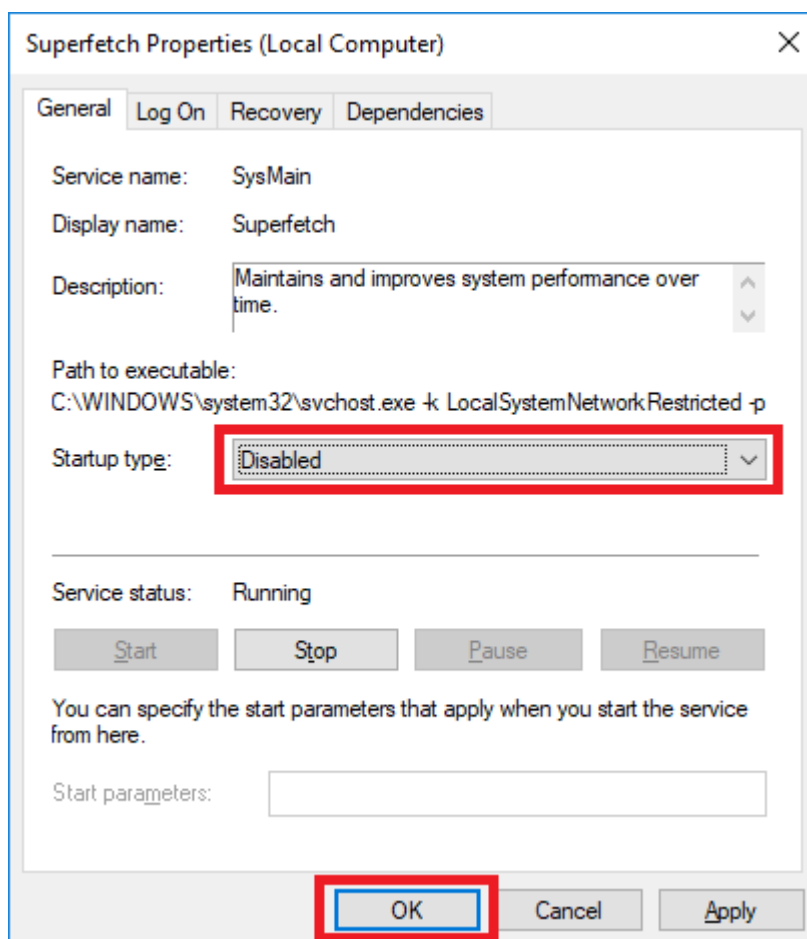 Superfetch Properties (Local Computer)
General Log On Recovery Dependencies
Service name: SysMain
Display name: Superfetch
Description: Maintains and improves system performance over
time.
Path to executable:
C:\WINDOWS\system32\svchost.exe -k LocalSystemNetworkRestricted -p
Startup type: Disabled
Service status: Running
Start Stop Pause Resume
You can specify the start parameters that apply when you start the service
from here.
Start parameters:
OK Cancel Apply